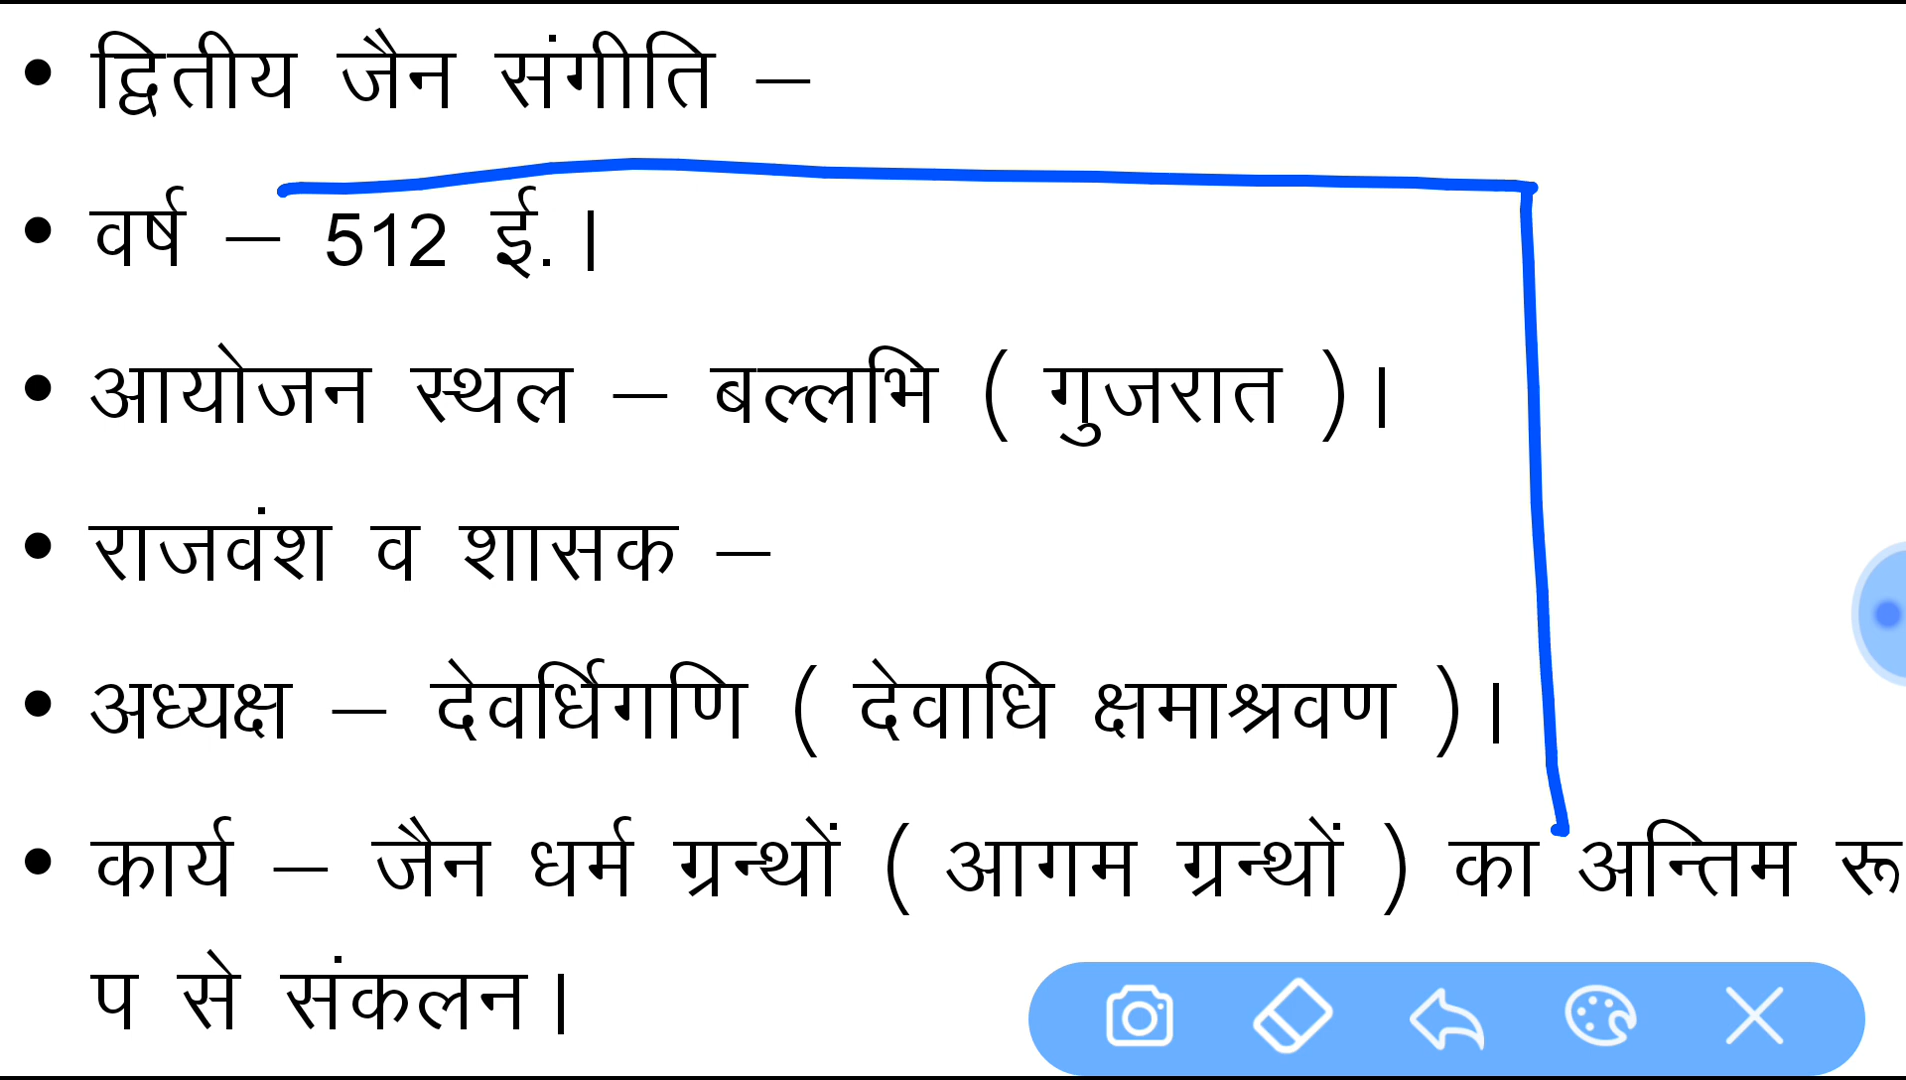 • द्वितीय जैन संगीति –
• वर्ष – 512 ई. ।
• आयोजन स्थल – बल्लभि ( गुजरात ) ।
• राजवंश व शासक –
• अध्यक्ष – देवर्धिगणि ( देवाधि क्षमाश्रवण ) ।
• कार्य – जैन धर्म ग्रन्थों ( आगम ग्रन्थों ) का अन्तिम रू
प से संकलन ।